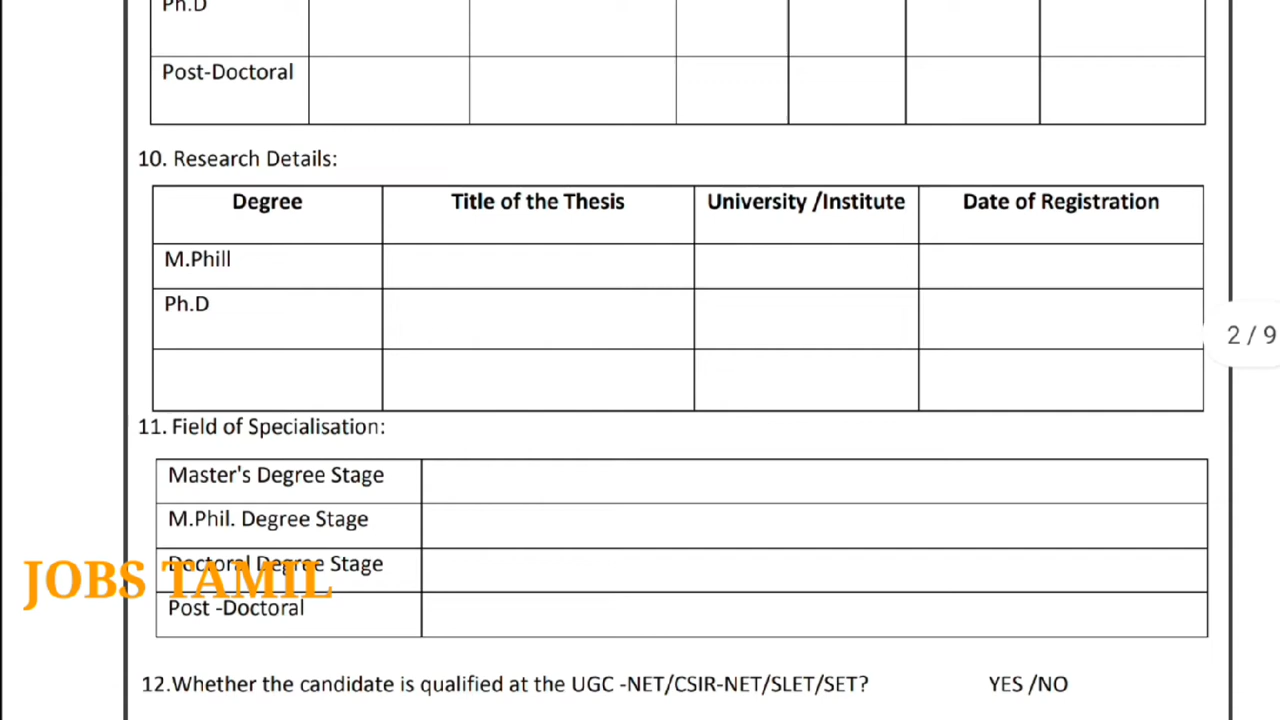 Ph.D
Post-Doctoral
10. Research Details:
Degree Title of the Thesis University /Institute Date of Registration
M.Phill
Ph.D
2 / 9
11. Field of Specialisation:
Master's Degree Stage
M.Phil. Degree Stage
Doctoral Degree Stage
JOBS TAMIL
Post -Doctoral
12.Whether the candidate is qualified at the UGC -NET/CSIR-NET/SLET/SET? YES /NO